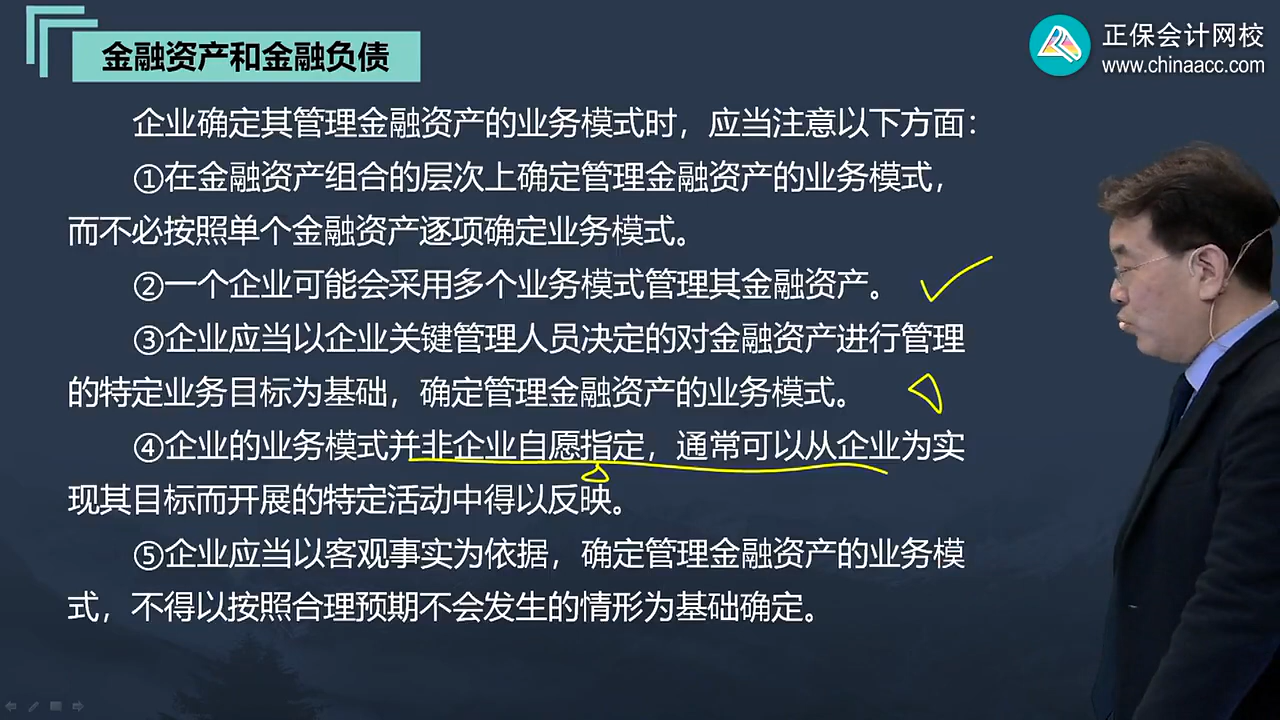 金融资产和金融负债
正保会计网校
www.chinaacc.com
企业确定其管理金融资产的业务模式时，应当注意以下方面：
①在金融资产组合的层次上确定管理金融资产的业务模式，
而不必按照单个金融资产逐项确定业务模式。
②一个企业可能会采用多个业务模式管理其金融资产。
③企业应当以企业关键管理人员决定的对金融资产进行管理
的特定业务目标为基础，确定管理金融资产的业务模式。
④企业的业务模式并非企业自愿指定，通常可以从企业为实
现其目标而开展的特定活动中得以反映。
⑤企业应当以客观事实为依据，确定管理金融资产的业务模
式，不得以按照合理预期不会发生的情形为基础确定。